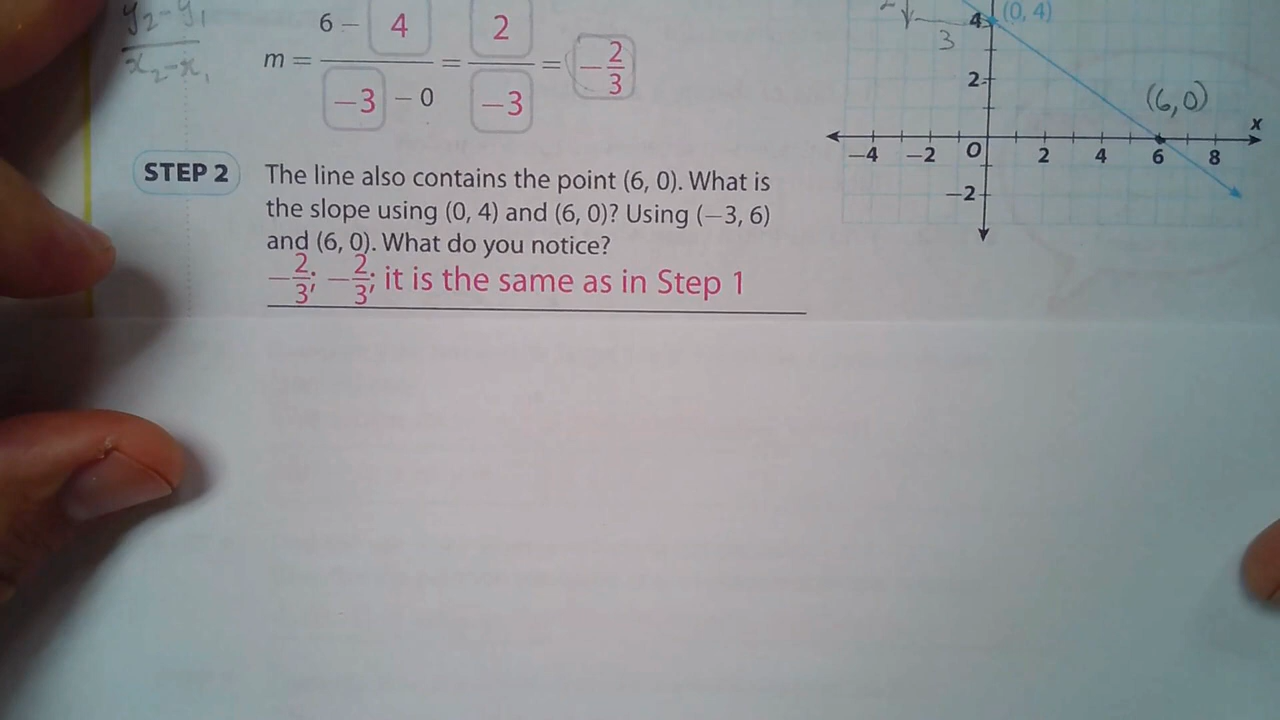 y₂-y₁
x₂-x₁
m = 6 − 4 / −3 − 0 = 2 / −3 = −2/3
STEP 2 The line also contains the point (6, 0). What is
the slope using (0, 4) and (6, 0)? Using (−3, 6)
and (6, 0). What do you notice?
−2/3; −2/3; it is the same as in Step 1
4 (0, 4)
3
2
(6,0)
x
−4 −2 O 2 4 6 8
−2